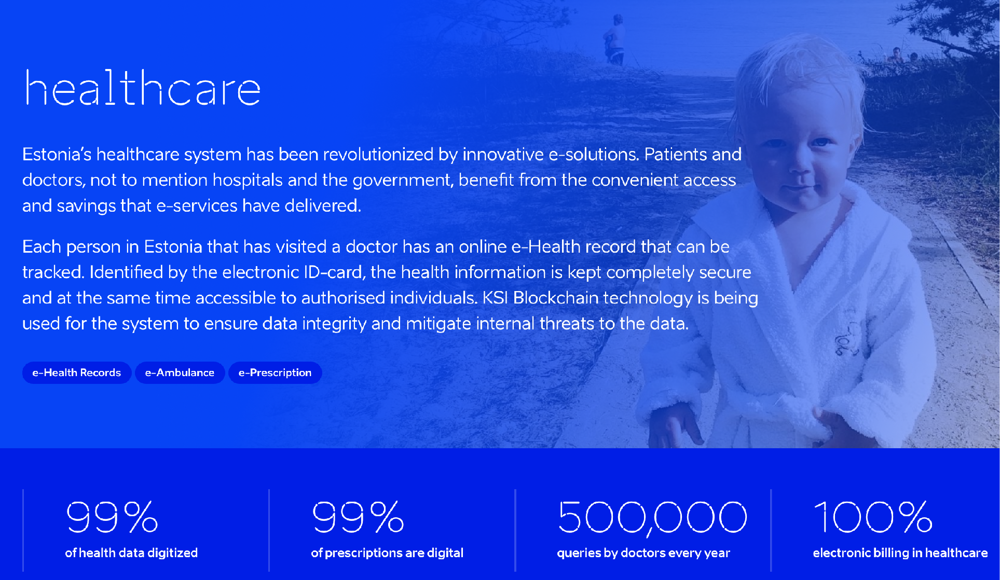 healthcare
Estonia’s healthcare system has been revolutionized by innovative e-solutions. Patients and
doctors, not to mention hospitals and the government, benefit from the convenient access
and savings that e-services have delivered.
Each person in Estonia that has visited a doctor has an online e-Health record that can be
tracked. Identified by the electronic ID-card, the health information is kept completely secure
and at the same time accessible to authorised individuals. KSI Blockchain technology is being
used for the system to ensure data integrity and mitigate internal threats to the data.
e-Health Records e-Ambulance e-Prescription
99%
of health data digitized
99%
of prescriptions are digital
500,000
queries by doctors every year
100%
electronic billing in healthcare